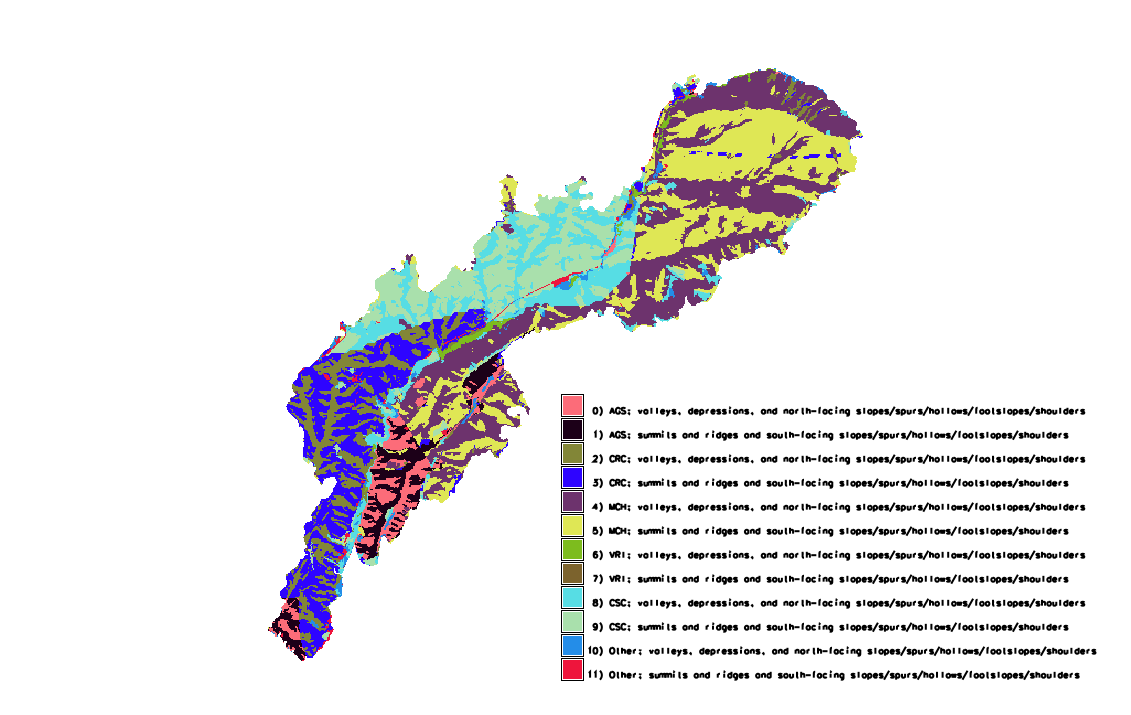 0) AGS; valleys, depressions, and north-facing slopes/spurs/hollows/footslopes/shoulders
1) AGS; summits and ridges and south-facing slopes/spurs/hollows/footslopes/shoulders
2) CRC; valleys, depressions, and north-facing slopes/spurs/hollows/footslopes/shoulders
3) CRC; summits and ridges and south-facing slopes/spurs/hollows/footslopes/shoulders
4) MCH; valleys, depressions, and north-facing slopes/spurs/hollows/footslopes/shoulders
5) MCH; summits and ridges and south-facing slopes/spurs/hollows/footslopes/shoulders
6) VRI; valleys, depressions, and north-facing slopes/spurs/hollows/footslopes/shoulders
7) VRI; summits and ridges and south-facing slopes/spurs/hollows/footslopes/shoulders
8) CSC; valleys, depressions, and north-facing slopes/spurs/hollows/footslopes/shoulders
9) CSC; summits and ridges and south-facing slopes/spurs/hollows/footslopes/shoulders
10) Other; valleys, depressions, and north-facing slopes/spurs/hollows/footslopes/shoulders
11) Other; summits and ridges and south-facing slopes/spurs/hollows/footslopes/shoulders